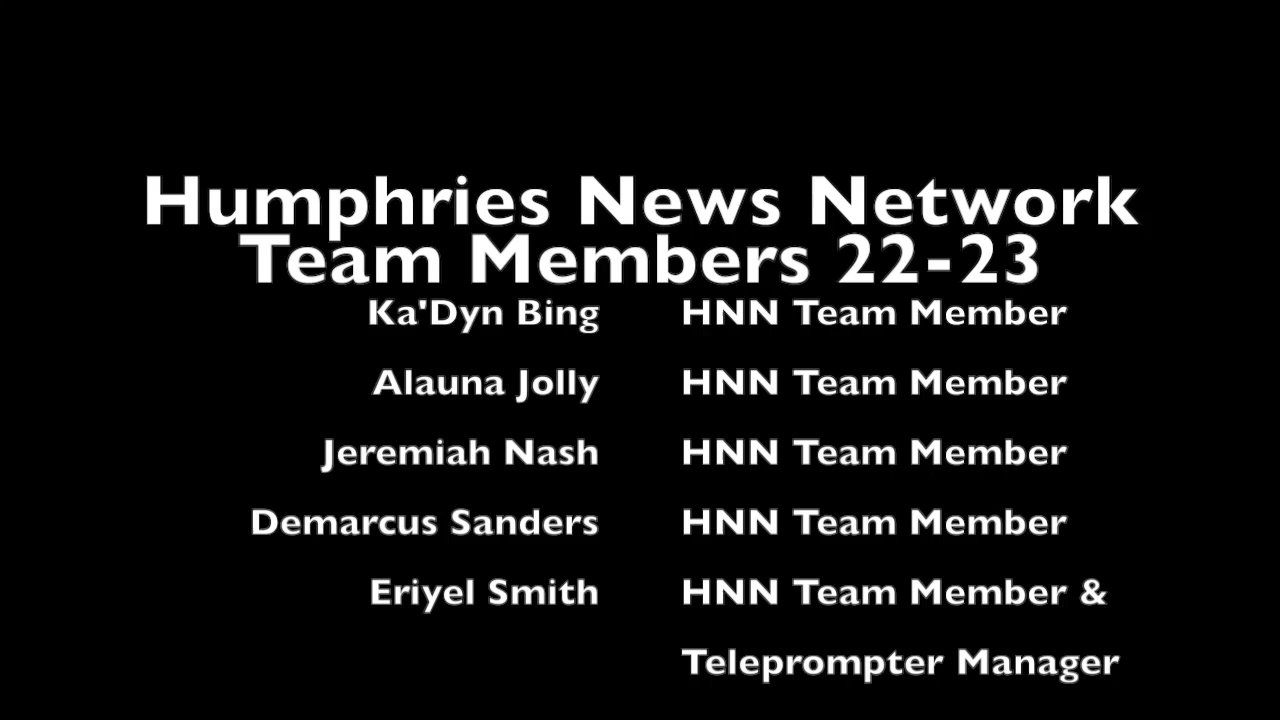 Humphries News Network
Team Members 22-23
Ka'Dyn Bing HNN Team Member
Alauna Jolly HNN Team Member
Jeremiah Nash HNN Team Member
Demarcus Sanders HNN Team Member
Eriyel Smith HNN Team Member &
Teleprompter Manager